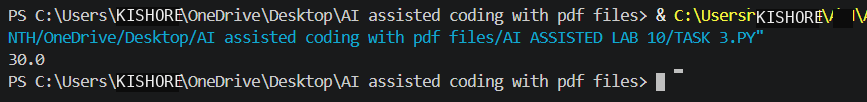 PS C:\Users\KISHORE\OneDrive\Desktop\AI assisted coding with pdf files> & C:\Users KISHORE
NTH/OneDrive/Desktop/AI assisted coding with pdf files/AI ASSISTED LAB 10/TASK 3.PY"
30.0
PS C:\Users\KISHORE\OneDrive\Desktop\AI assisted coding with pdf files>